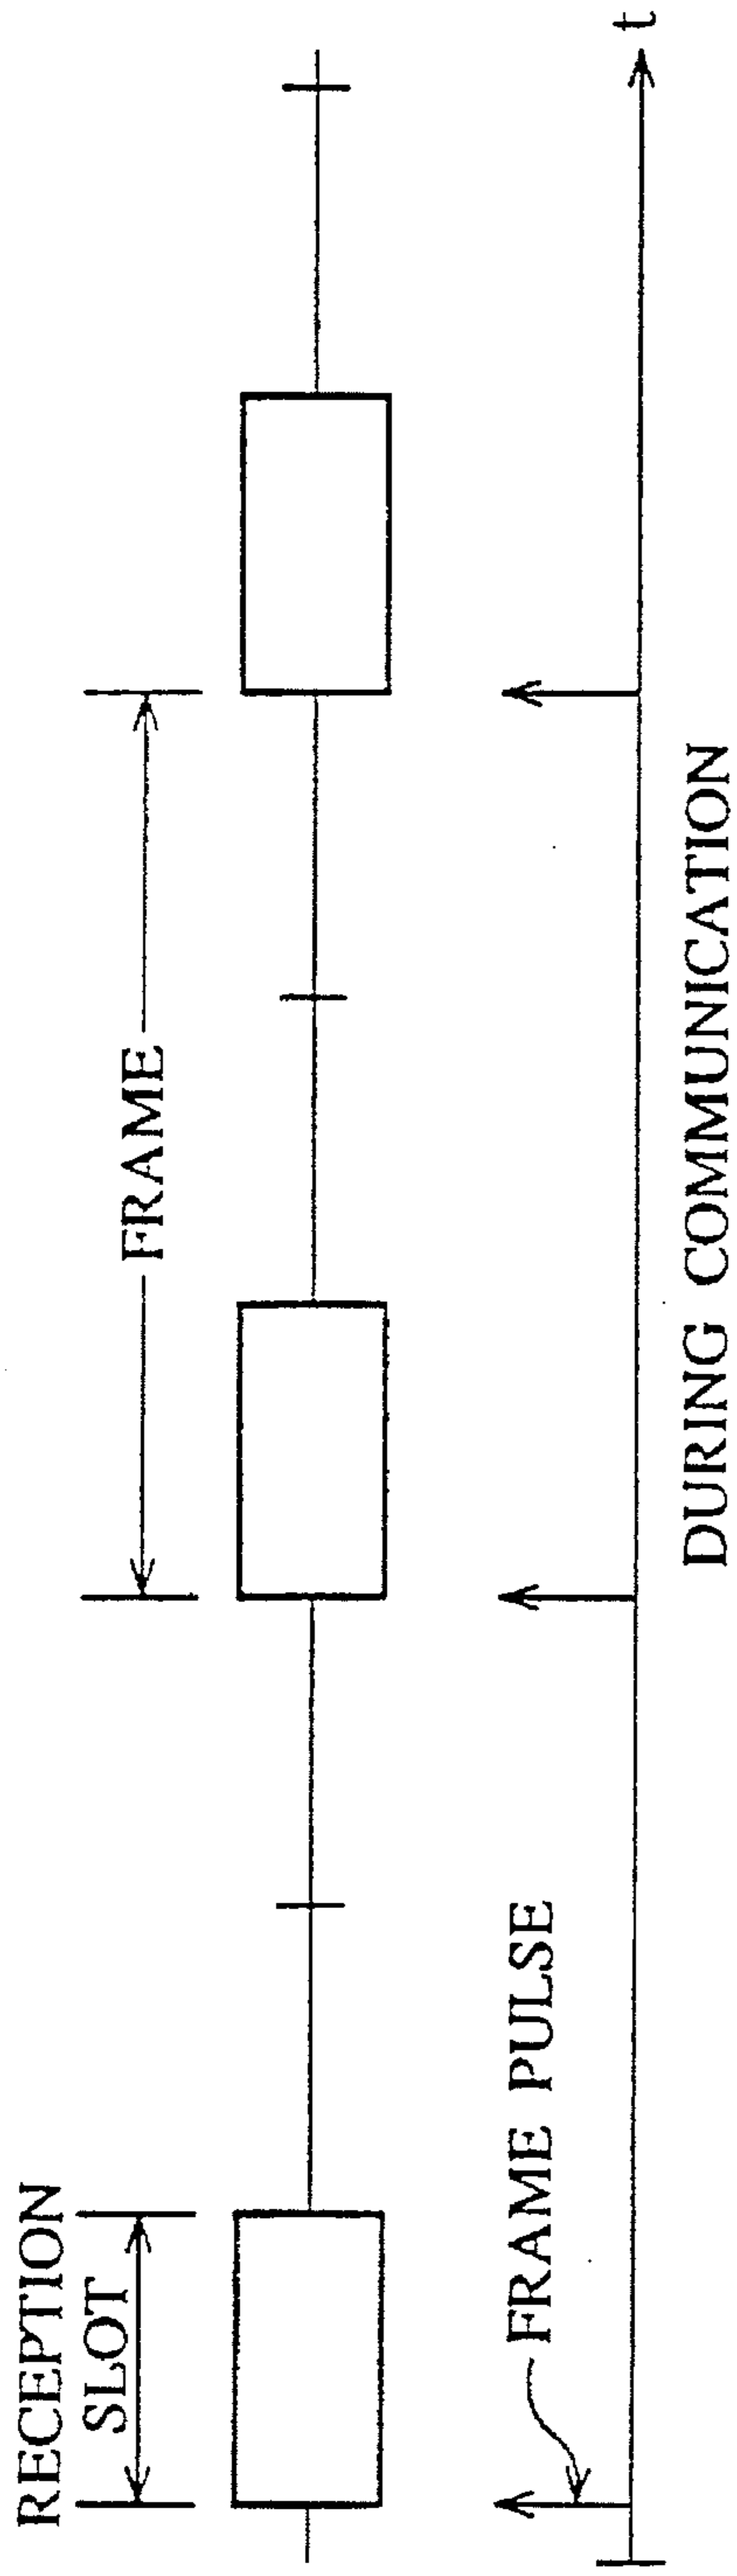 RECEPTION
SLOT
FRAME
FRAME PULSE
t
DURING COMMUNICATION